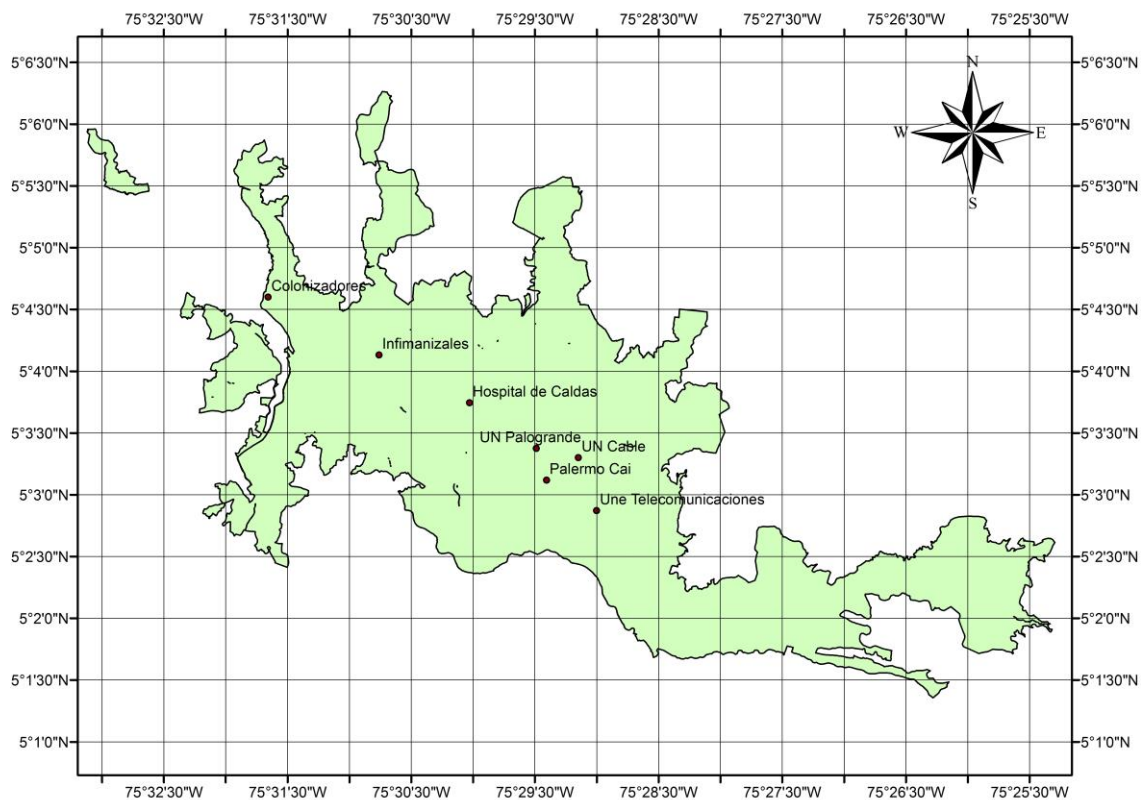 75°32'30"W 75°31'30"W 75°30'30"W 75°29'30"W 75°28'30"W 75°27'30"W 75°26'30"W 75°25'30"W
5°6'30"N 5°6'30"N
N
5°6'0"N W E 5°6'0"N
5°5'30"N 5°5'30"N
S
5°5'0"N 5°5'0"N
Colonizadores
5°4'30"N 5°4'30"N
Infimanizales
5°4'0"N 5°4'0"N
Hospital de Caldas
5°3'30"N UN Palogrande 5°3'30"N
UN Cable
Palermo Cai
5°3'0"N 5°3'0"N
Une Telecomunicaciones
5°2'30"N 5°2'30"N
5°2'0"N 5°2'0"N
5°1'30"N 5°1'30"N
5°1'0"N 5°1'0"N
75°32'30"W 75°31'30"W 75°30'30"W 75°29'30"W 75°28'30"W 75°27'30"W 75°26'30"W 75°25'30"W